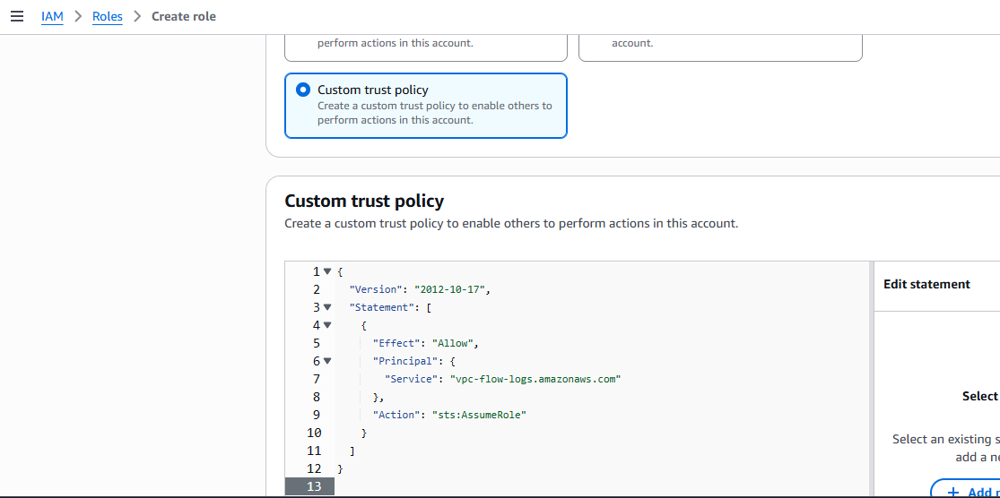 IAM > Roles > Create role
perform actions in this account.
account.
Custom trust policy
Create a custom trust policy to enable others to
perform actions in this account.
Custom trust policy
Create a custom trust policy to enable others to perform actions in this account.
1 {
2 "Version": "2012-10-17",
3 "Statement": [
4 {
5 "Effect": "Allow",
6 "Principal": {
7 "Service": "vpc-flow-logs.amazonaws.com"
8 },
9 "Action": "sts:AssumeRole"
10 }
11 ]
12 }
13
Edit statement
Select
Select an existing s
add a ne
+ Add